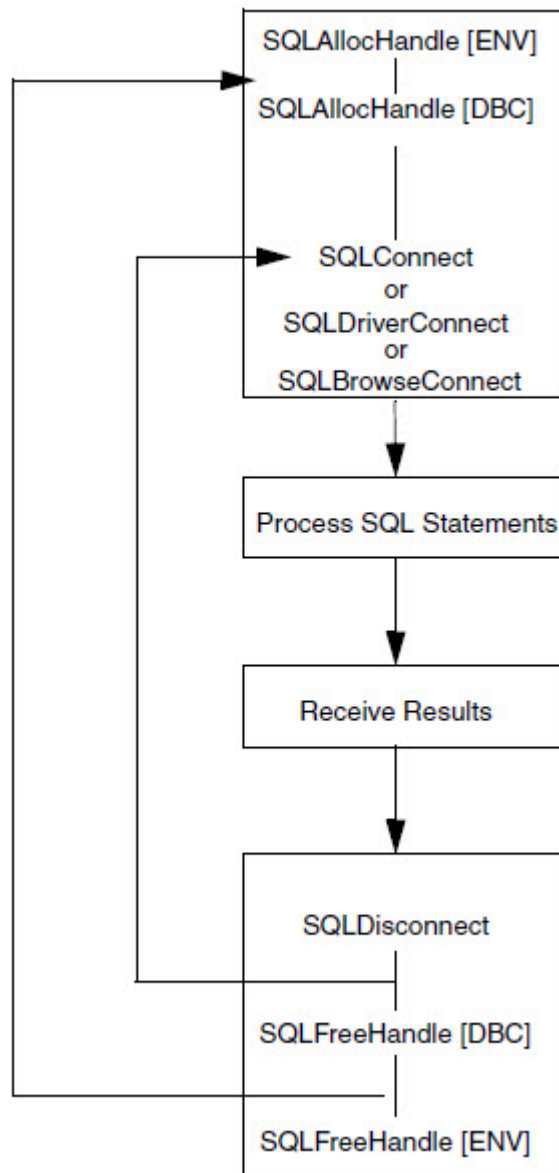 SQLAllocHandle [ENV]
SQLAllocHandle [DBC]
SQLConnect
or
SQLDriverConnect
or
SQLBrowseConnect
Process SQL Statements
Receive Results
SQLDisconnect
SQLFreeHandle [DBC]
SQLFreeHandle [ENV]